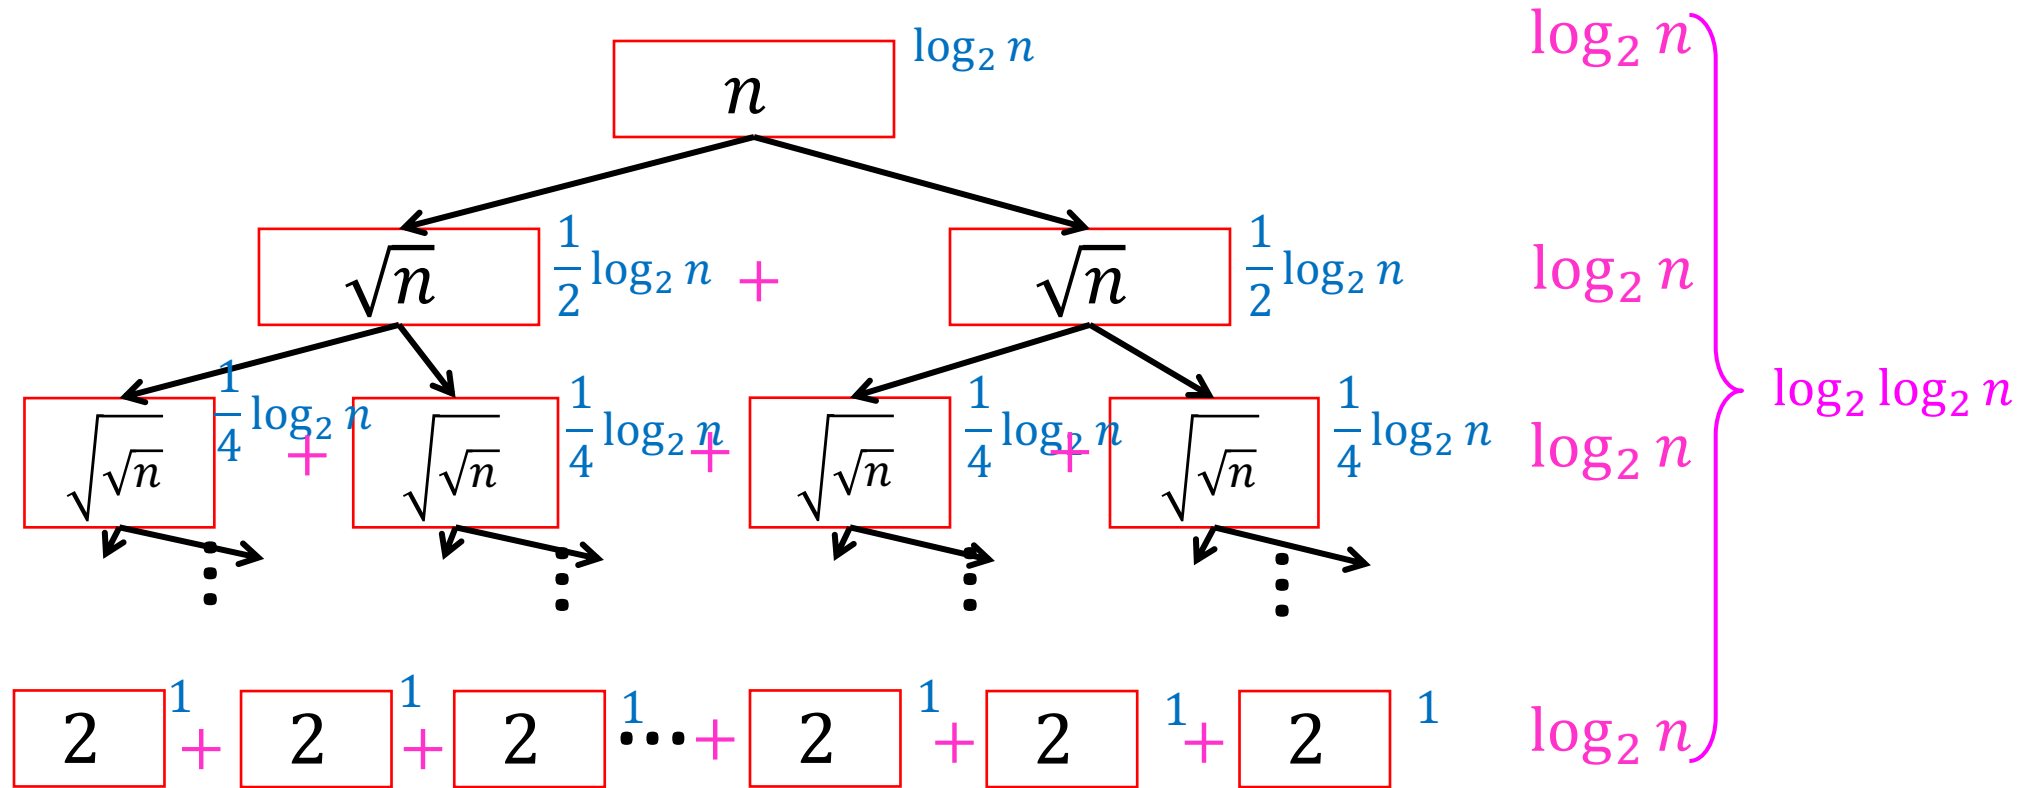 n log₂ n log₂ n
√n 1/2 log₂ n + √n 1/2 log₂ n log₂ n
log₂ log₂ n
√√n 1/4 log₂ n + √√n 1/4 log₂ n + √√n 1/4 log₂ n + √√n 1/4 log₂ n log₂ n
⋮ ⋮ ⋮ ⋮
2 1 + 2 1 + 2 1 ⋯ + 2 1 + 2 1 + 2 1 log₂ n